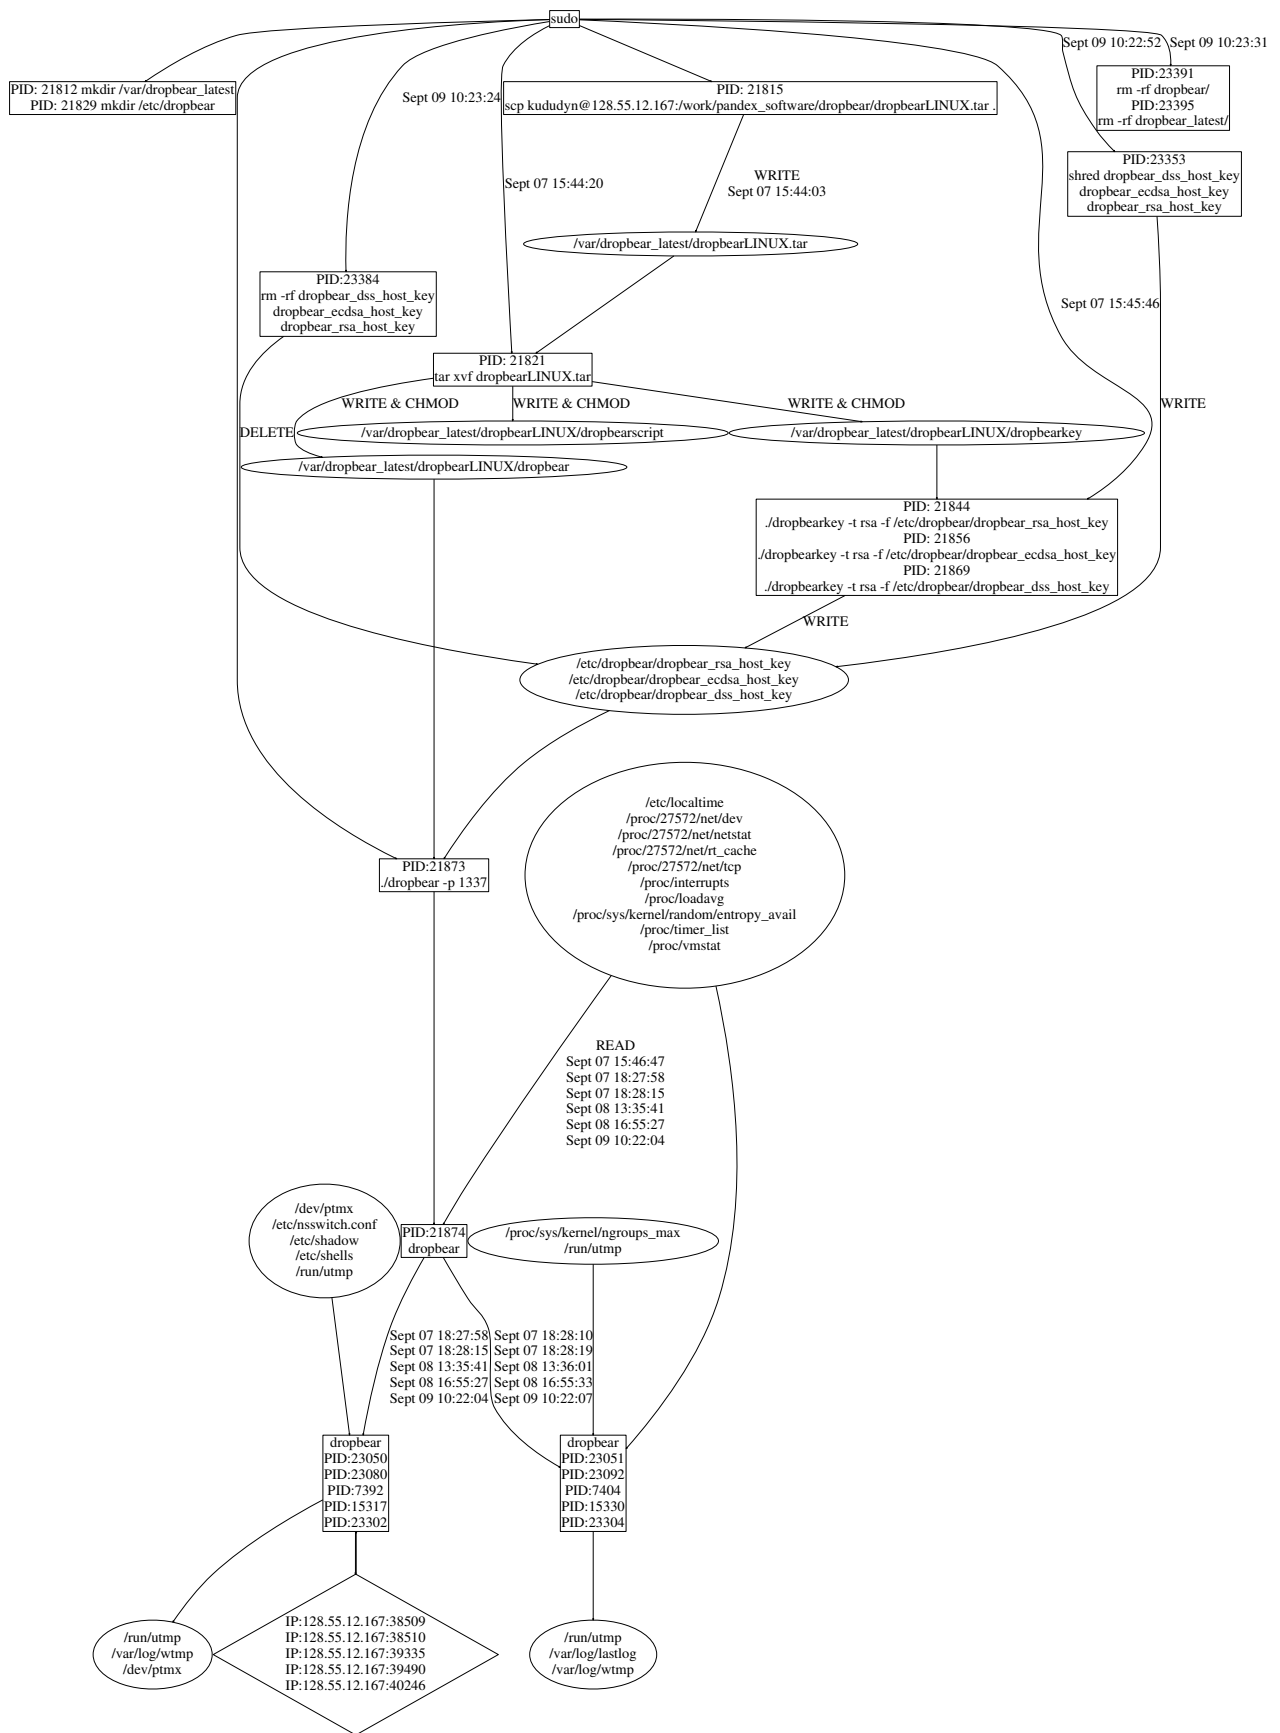 sudo
Sept 09 10:22:52
Sept 09 10:23:31
PID: 21812 mkdir /var/dropbear_latest
PID: 21829 mkdir /etc/dropbear
Sept 09 10:23:24
PID: 21815
scp kududyn@128.55.12.167:/work/pandex_software/dropbear/dropbearLINUX.tar .
PID:23391
rm -rf dropbear/
PID:23395
rm -rf dropbear_latest/
Sept 07 15:44:20
WRITE
Sept 07 15:44:03
PID:23353
shred dropbear_dss_host_key
dropbear_ecdsa_host_key
dropbear_rsa_host_key
/var/dropbear_latest/dropbearLINUX.tar
PID:23384
rm -rf dropbear_dss_host_key
dropbear_ecdsa_host_key
dropbear_rsa_host_key
Sept 07 15:45:46
PID: 21821
tar xvf dropbearLINUX.tar
WRITE & CHMOD
WRITE & CHMOD
WRITE & CHMOD
WRITE
DELETE
/var/dropbear_latest/dropbearLINUX/dropbearscript
/var/dropbear_latest/dropbearLINUX/dropbearkey
/var/dropbear_latest/dropbearLINUX/dropbear
PID: 21844
./dropbearkey -t rsa -f /etc/dropbear/dropbear_rsa_host_key
PID: 21856
./dropbearkey -t rsa -f /etc/dropbear/dropbear_ecdsa_host_key
PID: 21869
./dropbearkey -t rsa -f /etc/dropbear/dropbear_dss_host_key
WRITE
/etc/dropbear/dropbear_rsa_host_key
/etc/dropbear/dropbear_ecdsa_host_key
/etc/dropbear/dropbear_dss_host_key
/etc/localtime
/proc/27572/net/dev
/proc/27572/net/netstat
/proc/27572/net/rt_cache
/proc/27572/net/tcp
/proc/interrupts
/proc/loadavg
/proc/sys/kernel/random/entropy_avail
/proc/timer_list
/proc/vmstat
PID:21873
./dropbear -p 1337
READ
Sept 07 15:46:47
Sept 07 18:27:58
Sept 07 18:28:15
Sept 08 13:35:41
Sept 08 16:55:27
Sept 09 10:22:04
/dev/ptmx
/etc/nsswitch.conf
/etc/shadow
/etc/shells
/run/utmp
PID:21874
dropbear
/proc/sys/kernel/ngroups_max
/run/utmp
Sept 07 18:27:58
Sept 07 18:28:15
Sept 08 13:35:41
Sept 08 16:55:27
Sept 09 10:22:04
Sept 07 18:28:10
Sept 07 18:28:19
Sept 08 13:36:01
Sept 08 16:55:33
Sept 09 10:22:07
dropbear
PID:23050
PID:23080
PID:7392
PID:15317
PID:23302
dropbear
PID:23051
PID:23092
PID:7404
PID:15330
PID:23304
/run/utmp
/var/log/wtmp
/dev/ptmx
IP:128.55.12.167:38509
IP:128.55.12.167:38510
IP:128.55.12.167:39335
IP:128.55.12.167:39490
IP:128.55.12.167:40246
/run/utmp
/var/log/lastlog
/var/log/wtmp